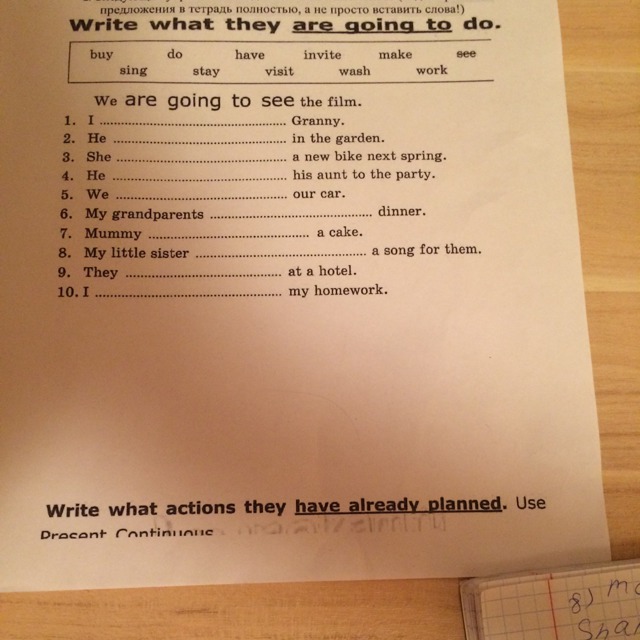 предложения в тетрадь полностью, а не просто вставить слова!)
Write what they are going to do.
buy do have invite make see
sing stay visit wash work
We are going to see the film.
1. I ........................................ Granny.
2. He ........................................ in the garden.
3. She ........................................ a new bike next spring.
4. He ........................................ his aunt to the party.
5. We ........................................ our car.
6. My grandparents ........................................ dinner.
7. Mummy ........................................ a cake.
8. My little sister ........................................ a song for them.
9. They ........................................ at a hotel.
10. I ........................................ my homework.
Write what actions they have already planned. Use
Present Continuous
8)